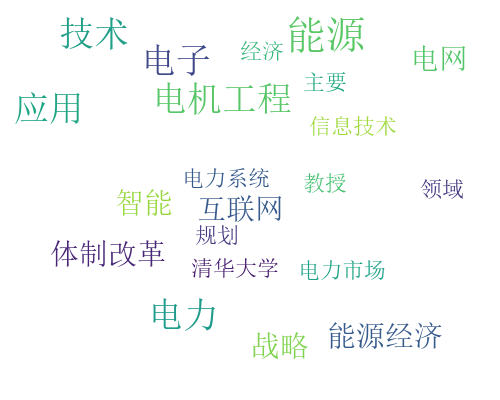 技术
能源
电子
经济
电网
主要
电机工程
应用
信息技术
电力系统
教授
领域
智能
互联网
规划
体制改革
清华大学
电力市场
电力
能源经济
战略